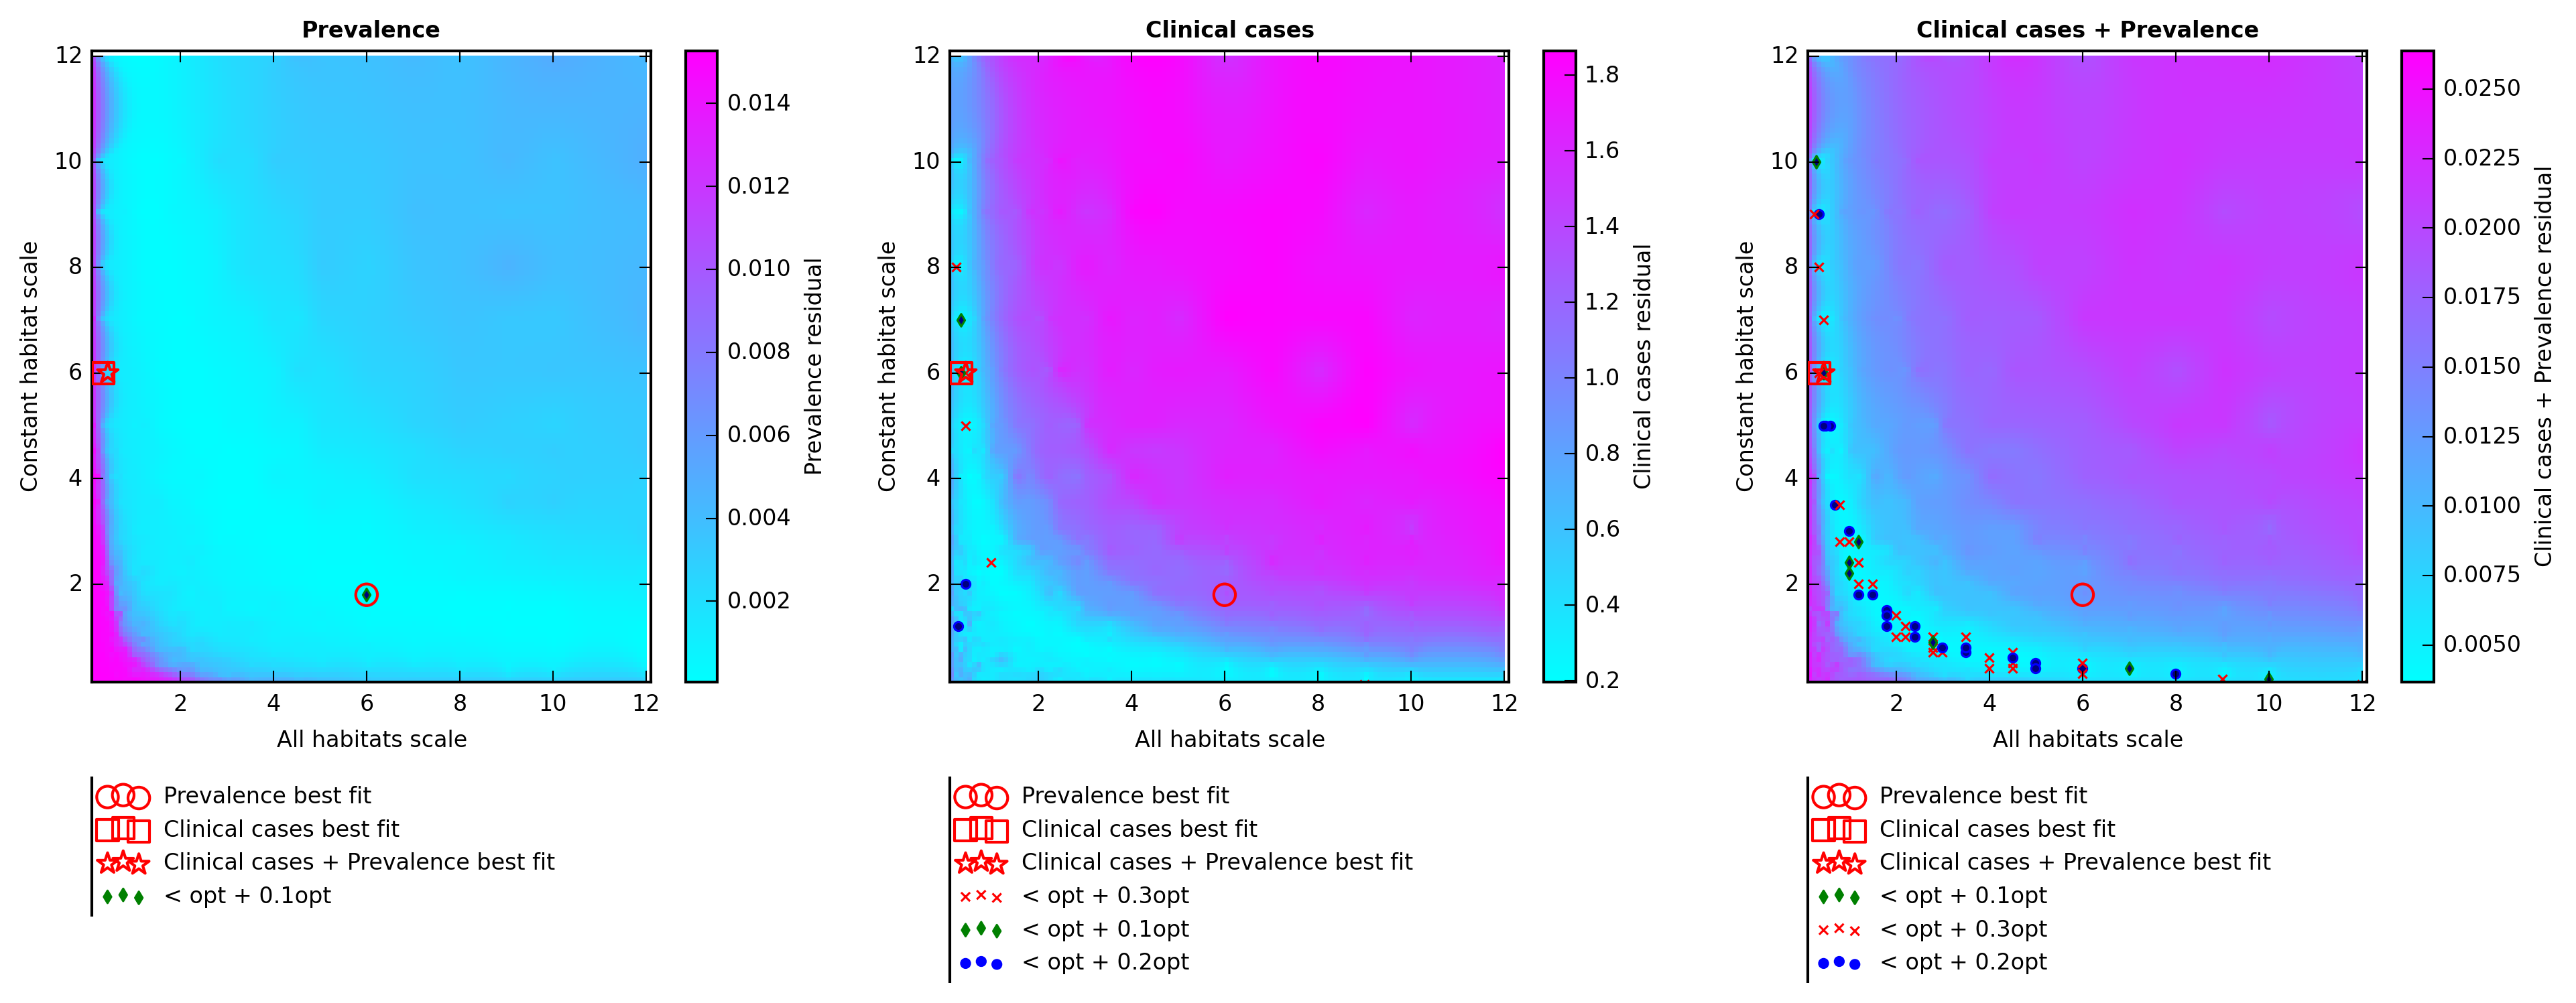 Prevalence
12
10
8
6
4
2
Constant habitat scale
2 4 6 8 10 12
All habitats scale
0.014
0.012
0.010
0.008
0.006
0.004
0.002
Prevalence residual
Prevalence best fit
Clinical cases best fit
Clinical cases + Prevalence best fit
< opt + 0.1opt
Clinical cases
12
10
8
6
4
2
Constant habitat scale
2 4 6 8 10 12
All habitats scale
1.8
1.6
1.4
1.2
1.0
0.8
0.6
0.4
0.2
Clinical cases residual
Prevalence best fit
Clinical cases best fit
Clinical cases + Prevalence best fit
< opt + 0.3opt
< opt + 0.1opt
< opt + 0.2opt
Clinical cases + Prevalence
12
10
8
6
4
2
Constant habitat scale
2 4 6 8 10 12
All habitats scale
0.0250
0.0225
0.0200
0.0175
0.0150
0.0125
0.0100
0.0075
0.0050
Clinical cases + Prevalence residual
Prevalence best fit
Clinical cases best fit
Clinical cases + Prevalence best fit
< opt + 0.1opt
< opt + 0.3opt
< opt + 0.2opt